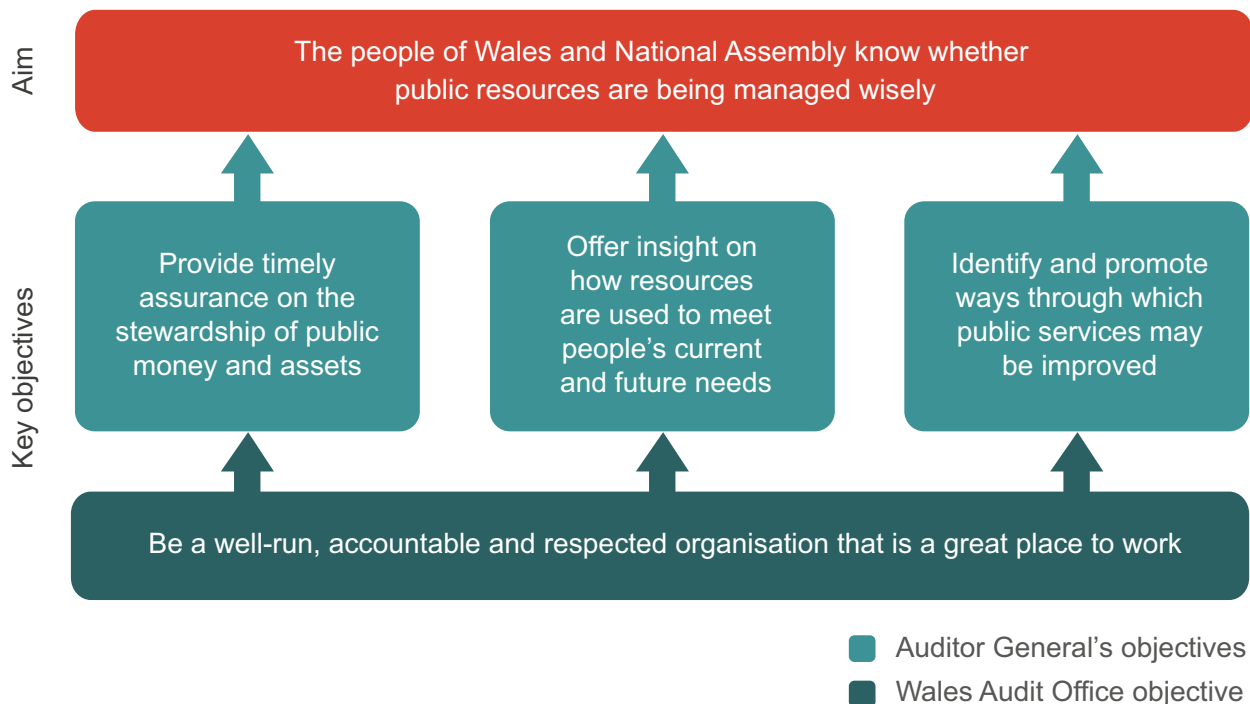 Aim
The people of Wales and National Assembly know whether
public resources are being managed wisely
Key objectives
Provide timely
assurance on the
stewardship of public
money and assets
Offer insight on
how resources
are used to meet
people’s current
and future needs
Identify and promote
ways through which
public services may
be improved
Be a well-run, accountable and respected organisation that is a great place to work
Auditor General’s objectives
Wales Audit Office objective